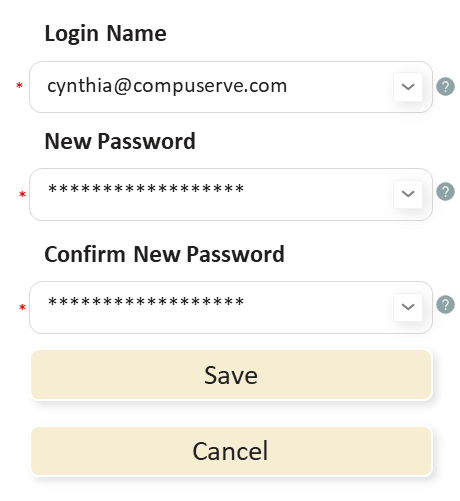 Login Name
* cynthia@compuserve.com ?
New Password
* ****************** ?
Confirm New Password
* ****************** ?
Save
Cancel